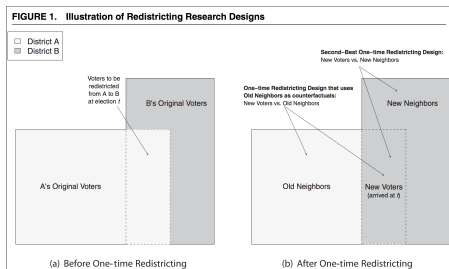 FIGURE 1. Illustration of Redistricting Research Designs
District A
District B
Voters to be
redistricted
from A to B
at election t
B's Original Voters
A's Original Voters
(a) Before One-time Redistricting
Second-Best One-time Redistricting Design:
New Voters vs. New Neighbors
One-time Redistricting Design that uses
Old Neighbors as counterfactuals:
New Voters vs. Old Neighbors
New Neighbors
Old Neighbors
New Voters
(arrived at t)
(b) After One-time Redistricting